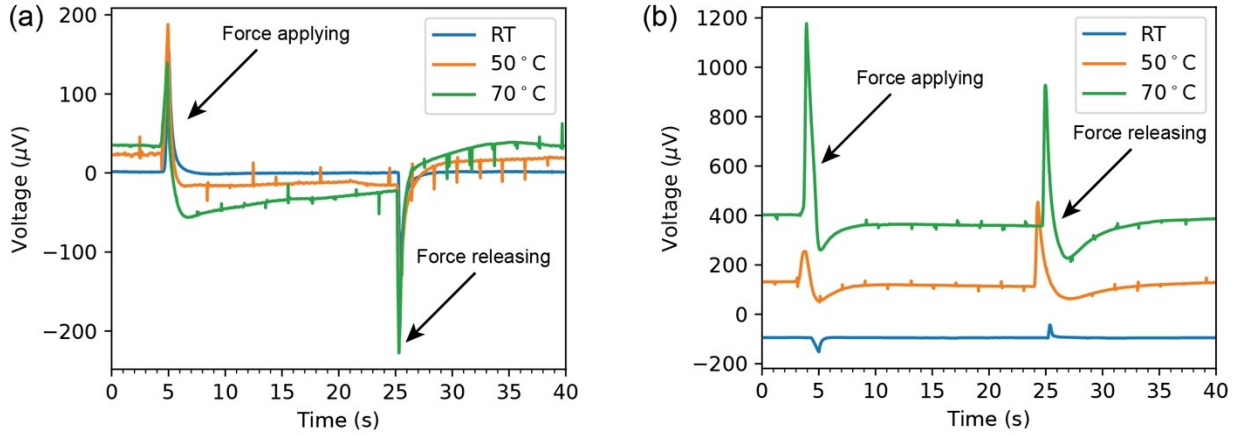 (a)
200
100
0
−100
−200
Voltage (μV)
Force applying
RT
50°C
70°C
Force releasing
0 5 10 15 20 25 30 35 40
Time (s)
(b)
1200
1000
800
600
400
200
0
−200
Voltage (μV)
RT
50°C
70°C
Force applying
Force releasing
0 5 10 15 20 25 30 35 40
Time (s)